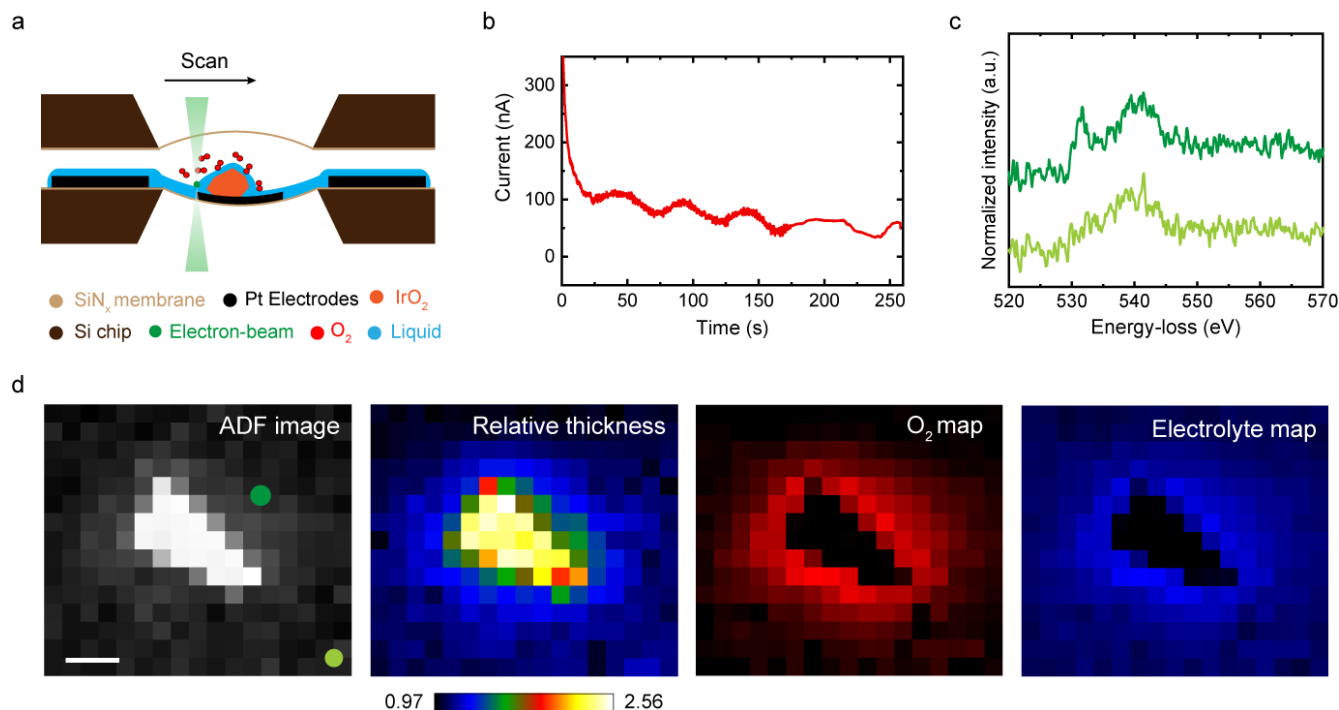 a
Scan
SiNₓ membrane Pt Electrodes IrO₂
Si chip Electron-beam O₂ Liquid
b
Current (nA)
300
200
100
0
0 50 100 150 200 250
Time (s)
c
Normalized intensity (a.u.)
520 530 540 550 560 570
Energy-loss (eV)
d
ADF image
Relative thickness
O₂ map
Electrolyte map
0.97 2.56